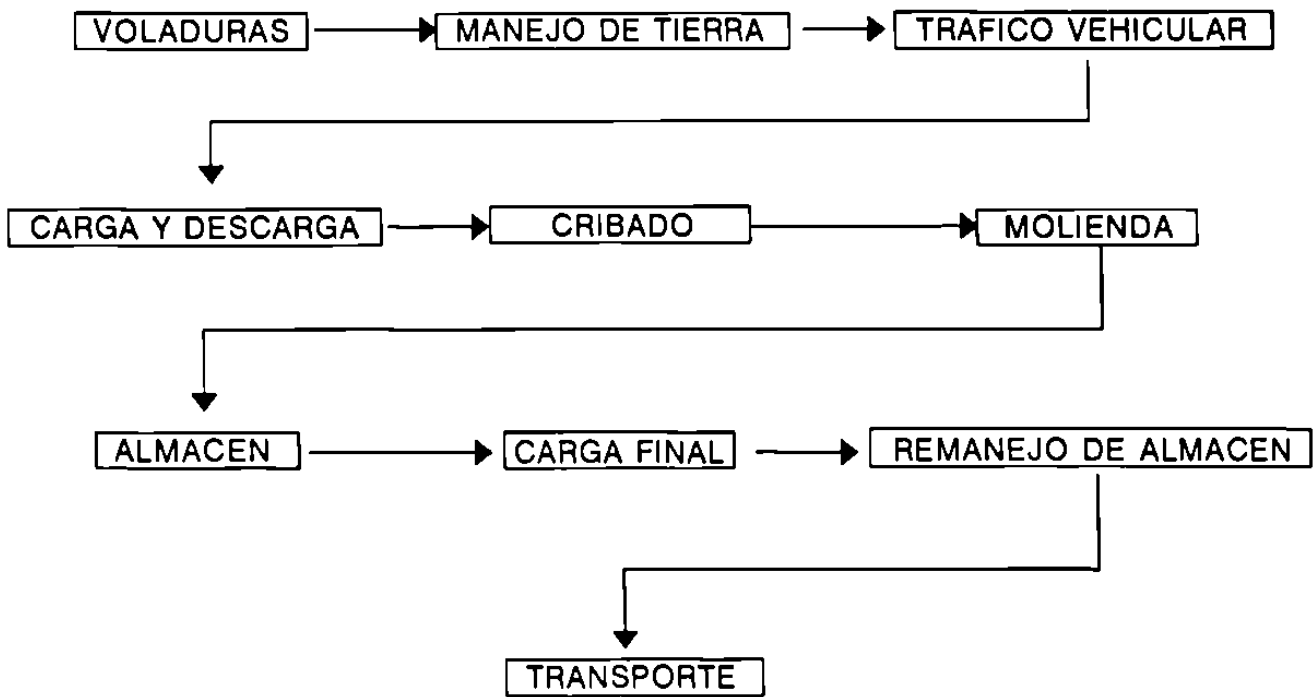 VOLADURAS
MANEJO DE TIERRA
TRAFICO VEHICULAR
CARGA Y DESCARGA
CRIBADO
MOLIENDA
ALMACEN
CARGA FINAL
REMANEJO DE ALMACEN
TRANSPORTE